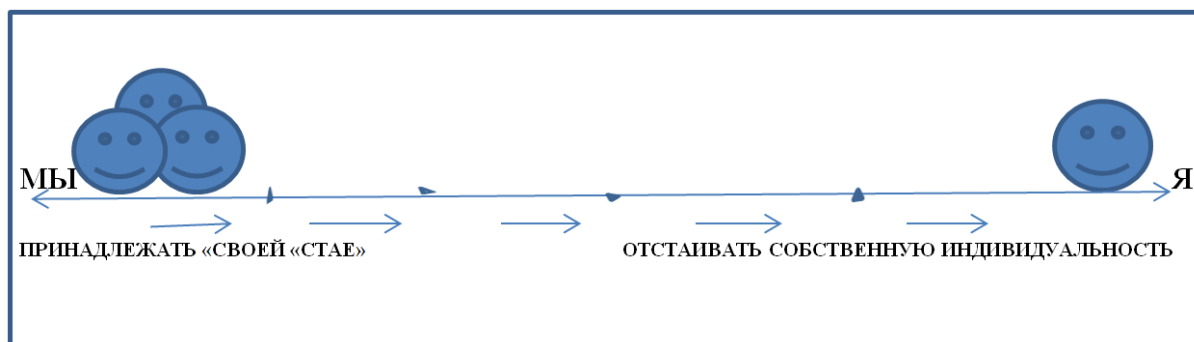 МЫ
Я
ПРИНАДЛЕЖАТЬ «СВОЕЙ «СТАЕ»
ОТСТАИВАТЬ СОБСТВЕННУЮ ИНДИВИДУАЛЬНОСТЬ